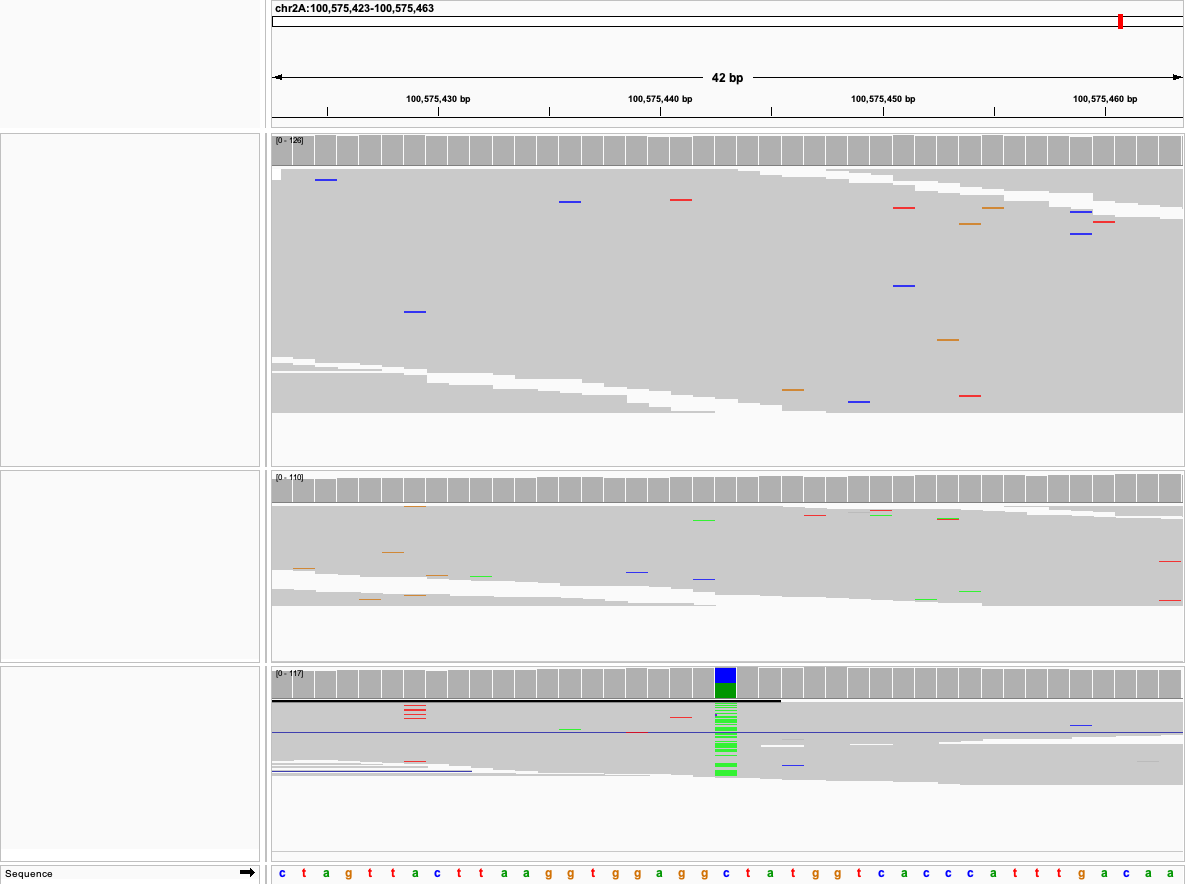 chr2A:100,575,423-100,575,463
42 bp
100,575,430 bp 100,575,440 bp 100,575,450 bp 100,575,460 bp
[0 - 126]
[0 - 110]
[0 - 117]
Sequence c t a g t t a c t t a a g g t g g a g g c t a t g g t c a c c c a t t t g a c a a